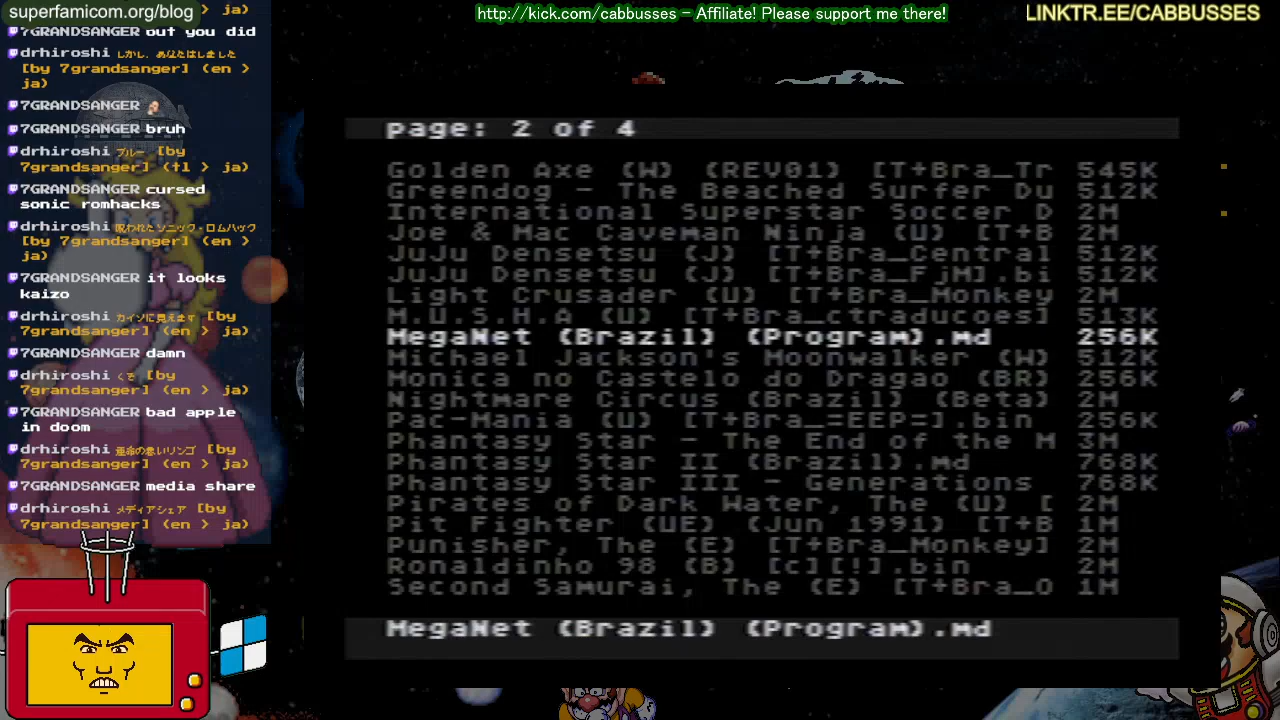 superfamicom.org/blog
http://kick.com/cabbusses - Affiliate! Please support me there!
LINKTR.EE/CABBUSSES
ja)
7GRANDSANGER but you did
drhiroshi しかし、あなたはしました
[by 7grandsanger] (en >
ja)
7GRANDSANGER
7GRANDSANGER bruh
drhiroshi ブルー [by
7grandsanger] (tl > ja)
7GRANDSANGER cursed
sonic romhacks
drhiroshi 呪われたソニック・ロムハック
[by 7grandsanger] (en >
ja)
7GRANDSANGER it looks
kaizo
drhiroshi カイゾに見えます [by
7grandsanger] (en > ja)
7GRANDSANGER damn
drhiroshi くそ [by
7grandsanger] (en > ja)
7GRANDSANGER bad apple
in doom
drhiroshi 運命の悪いリンゴ [by
7grandsanger] (en > ja)
7GRANDSANGER media share
drhiroshi メディアシェア [by
7grandsanger] (en > ja)
page: 2 of 4
Golden Axe (W) (REV01) [T+Bra_Tr 545K
Greendog - The Beached Surfer Du 512K
International Superstar Soccer D 2M
Joe & Mac Caveman Ninja (U) [T+B 2M
JuJu Densetsu (J) [T+Bra_Central 512K
JuJu Densetsu (J) [T+Bra_FjM].bi 512K
Light Crusader (U) [T+Bra_Monkey 2M
M.U.S.H.A (U) [T+Bra_ctraducoes] 513K
MegaNet (Brazil) (Program).md 256K
Michael Jackson's Moonwalker (W) 512K
Monica no Castelo do Dragao (BR) 256K
Nightmare Circus (Brazil) (Beta) 2M
Pac-Mania (U) [T+Bra_=EEP=].bin 256K
Phantasy Star - The End of the M 3M
Phantasy Star II (Brazil).md 768K
Phantasy Star III - Generations 768K
Pirates of Dark Water, The (U) [ 2M
Pit Fighter (UE) (Jun 1991) [T+B 1M
Punisher, The (E) [T+Bra_Monkey] 2M
Ronaldinho 98 (B) [c][!].bin 2M
Second Samurai, The (E) [T+Bra_O 1M
MegaNet (Brazil) (Program).md